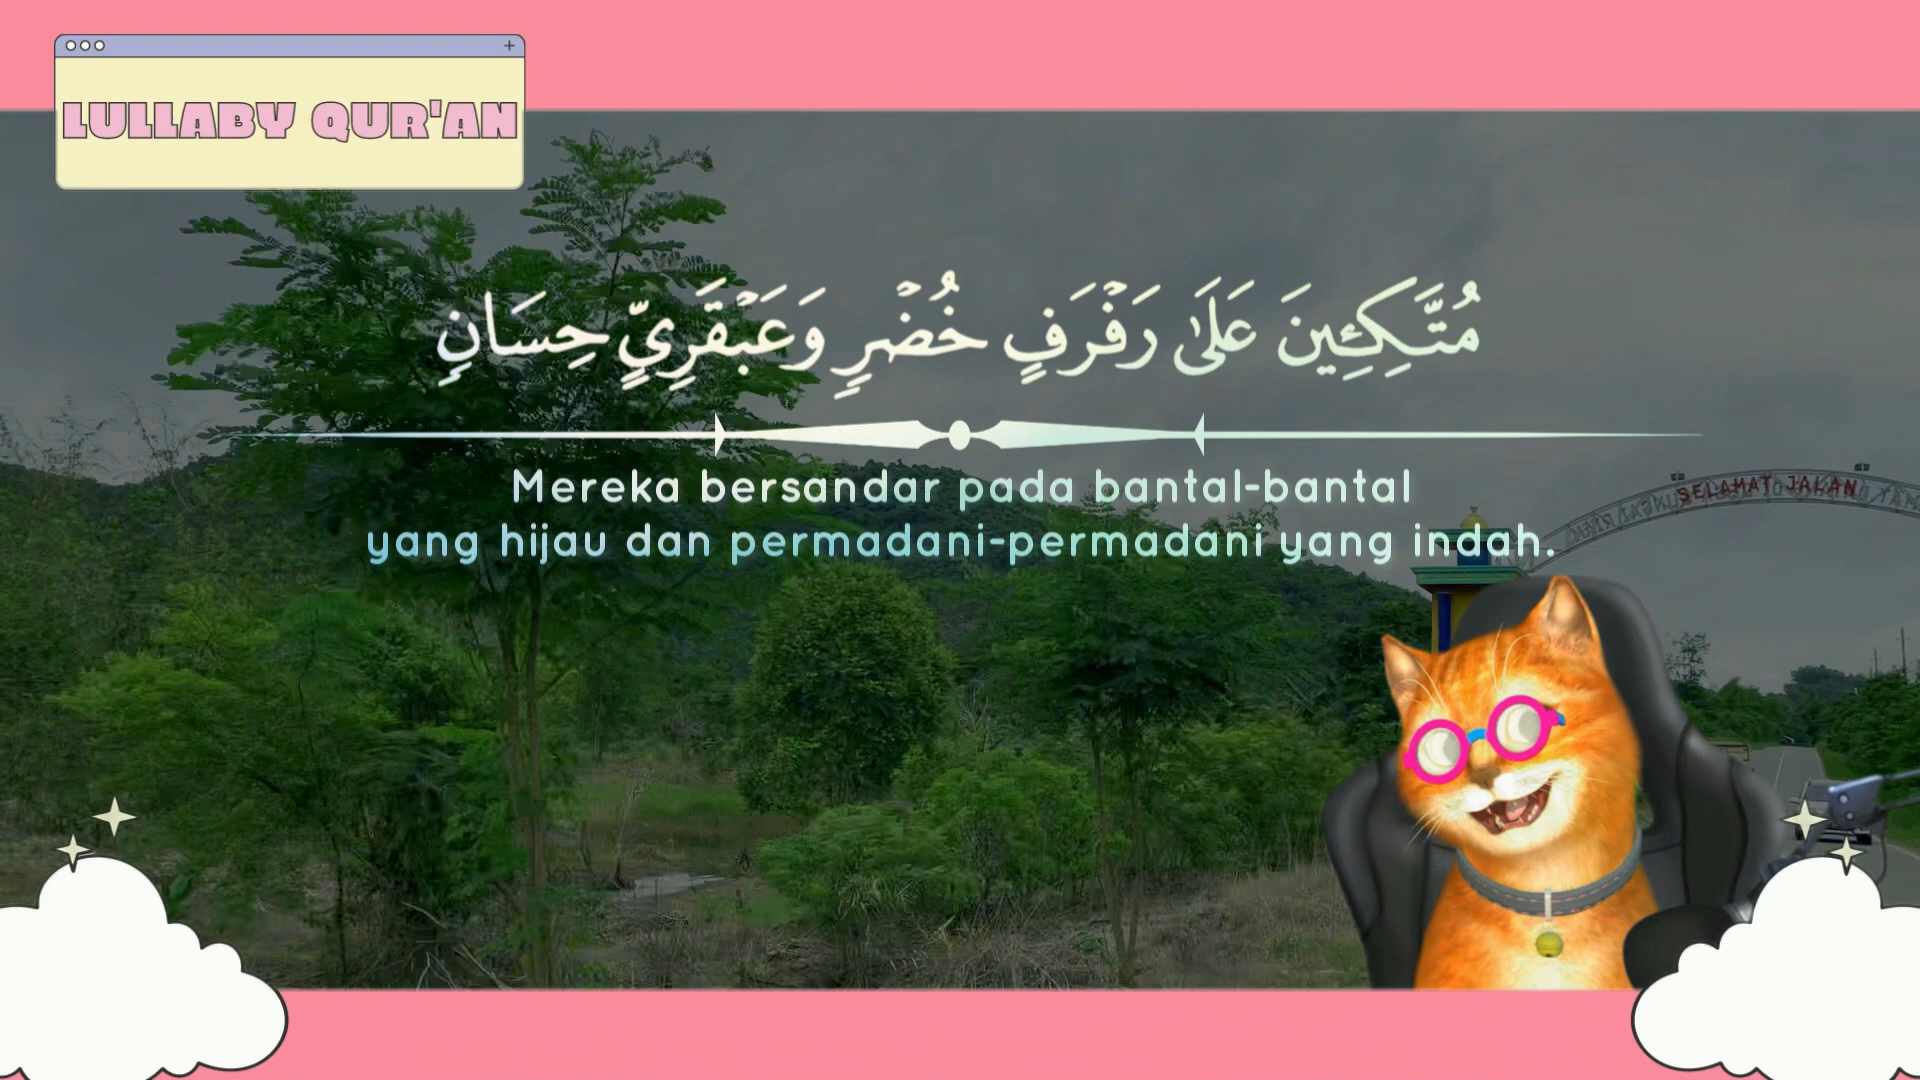 LULLABY QUR'AN
مُتَّكِـِٔينَ عَلَىٰ رَفْرَفٍ خُضْرٍ وَعَبْقَرِىٍّ حِسَانٍ
Mereka bersandar pada bantal-bantal
yang hijau dan permadani-permadani yang indah.
SELAMAT JALAN